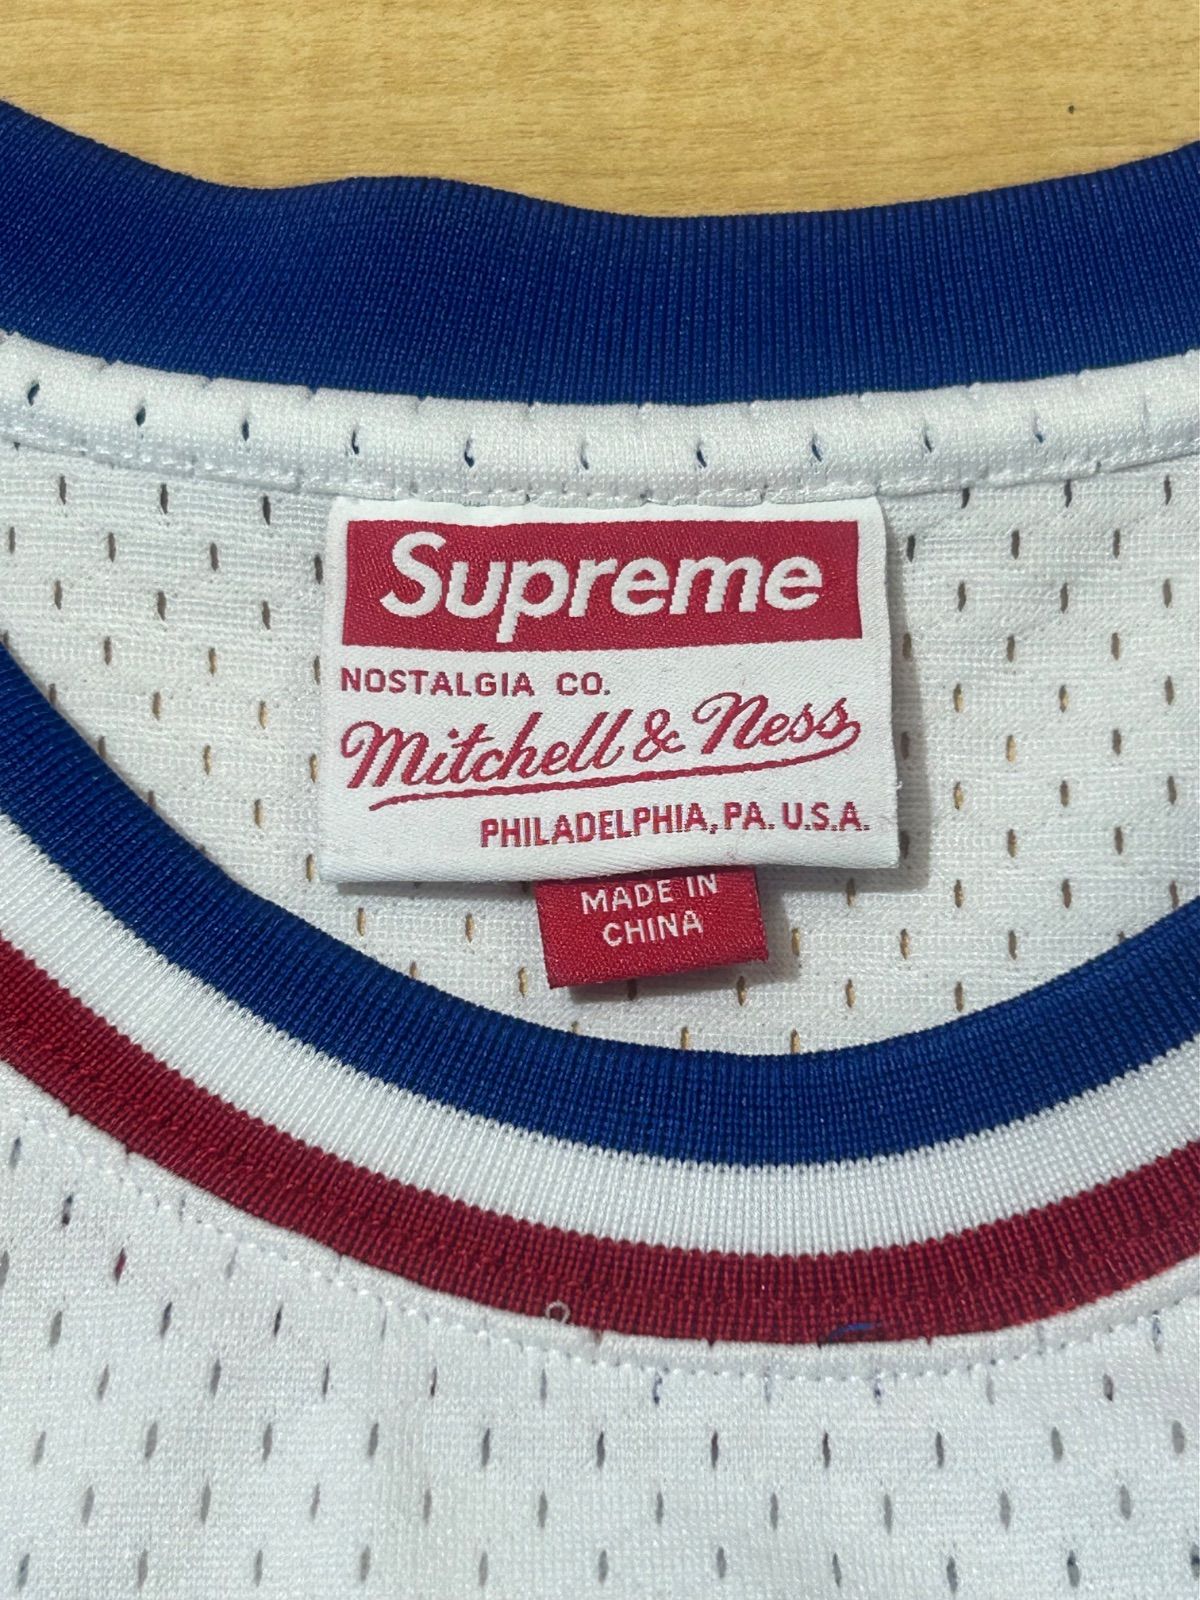 Supreme
NOSTALGIA CO.
Mitchell & Ness
PHILADELPHIA, PA. U.S.A.
MADE IN
CHINA